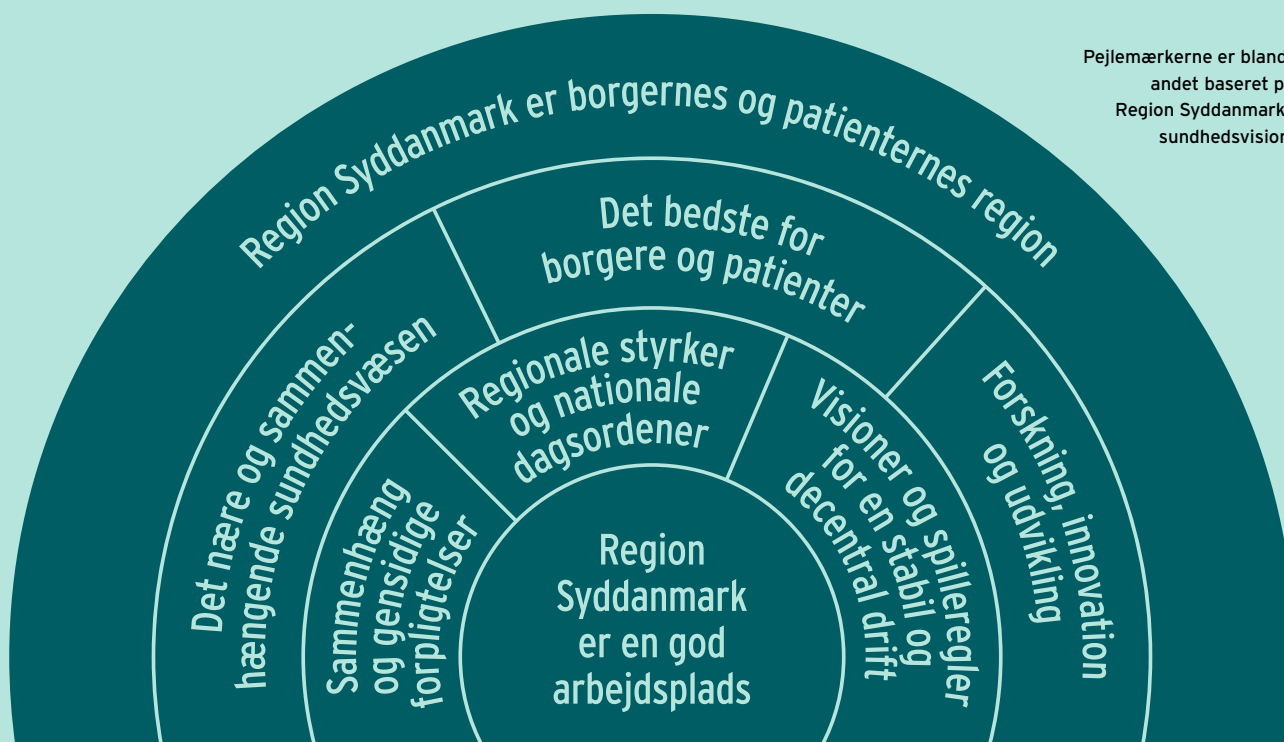 Pejlemærkerne er bland
andet baseret p
Region Syddanmark
sundhedsvision
Region Syddanmark er borgernes og patienternes region
Det bedste for
borgere og patienter
Det nære og sammen-
hængende sundhedsvæsen
Forskning, innovation
og udvikling
Regionale styrker
og nationale
dagsordener
Sammenhæng
og gensidige
forpligtelser
Visioner og spilleregler
for en stabil og
decentral drift
Region
Syddanmark
er en god
arbejdsplads